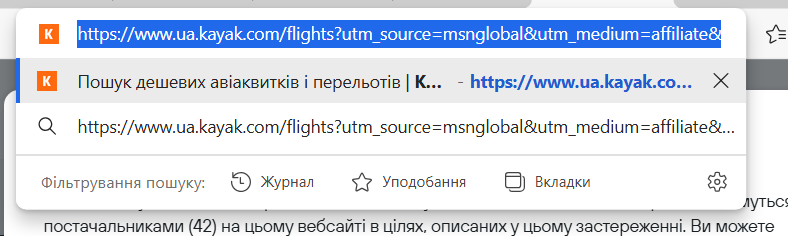 K https://www.ua.kayak.com/flights?utm_source=msnglobal&utm_medium=affiliate&
K Пошук дешевих авіаквитків і перельотів | K... - https://www.ua.kayak.co...
https://www.ua.kayak.com/flights?utm_source=msnglobal&utm_medium=affiliate&...
Фільтрування пошуку: Журнал Уподобання Вкладки
постачальниками (42) на цьому вебсайті в цілях, описаних у цьому застереженні. Ви можете